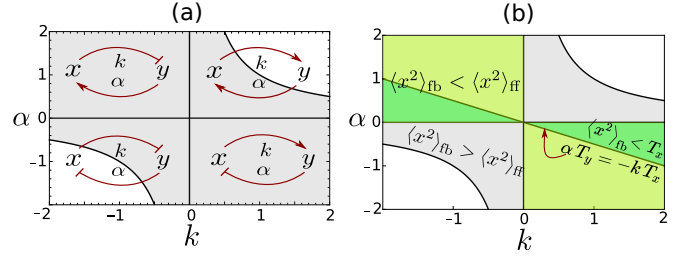 (a)
(b)
2
1
0
-1
-2
α
x k y
α
x k y
α
x k y
α
x k y
α
−2 −1 0 1 2
k
2
1
0
-1
-2
α
⟨x²⟩fb < ⟨x²⟩ff
⟨x²⟩fb < Tx
⟨x²⟩fb > ⟨x²⟩ff
αTy = −kTx
−2 −1 0 1 2
k